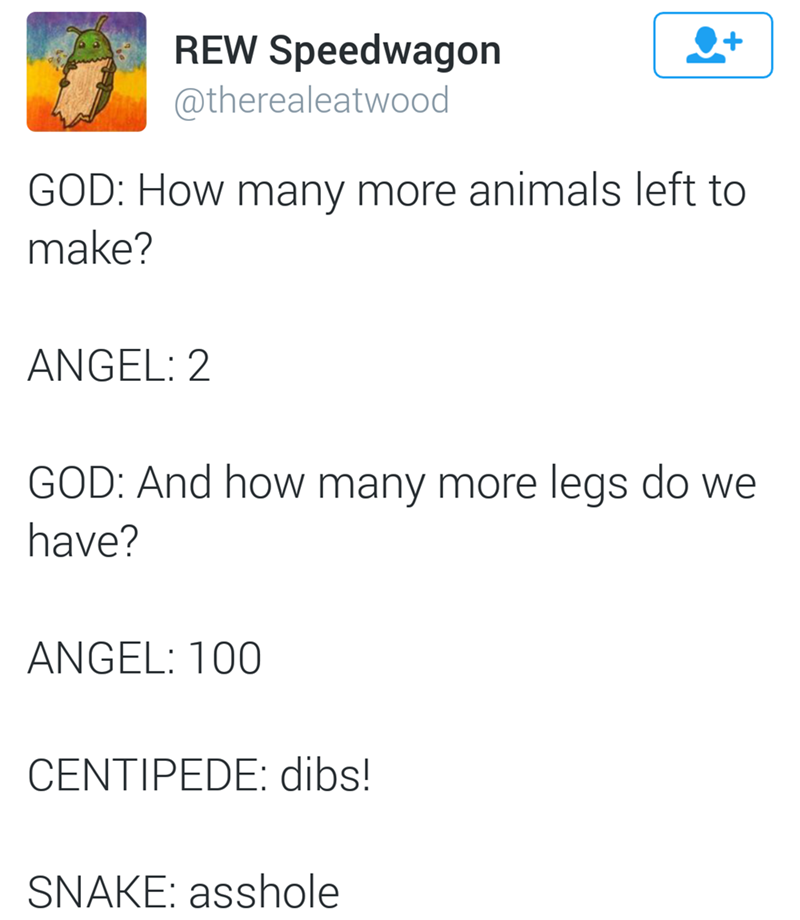 REW Speedwagon
@therealeatwood
GOD: How many more animals left to
make?
ANGEL: 2
GOD: And how many more legs do we
have?
ANGEL: 100
CENTIPEDE: dibs!
SNAKE: asshole